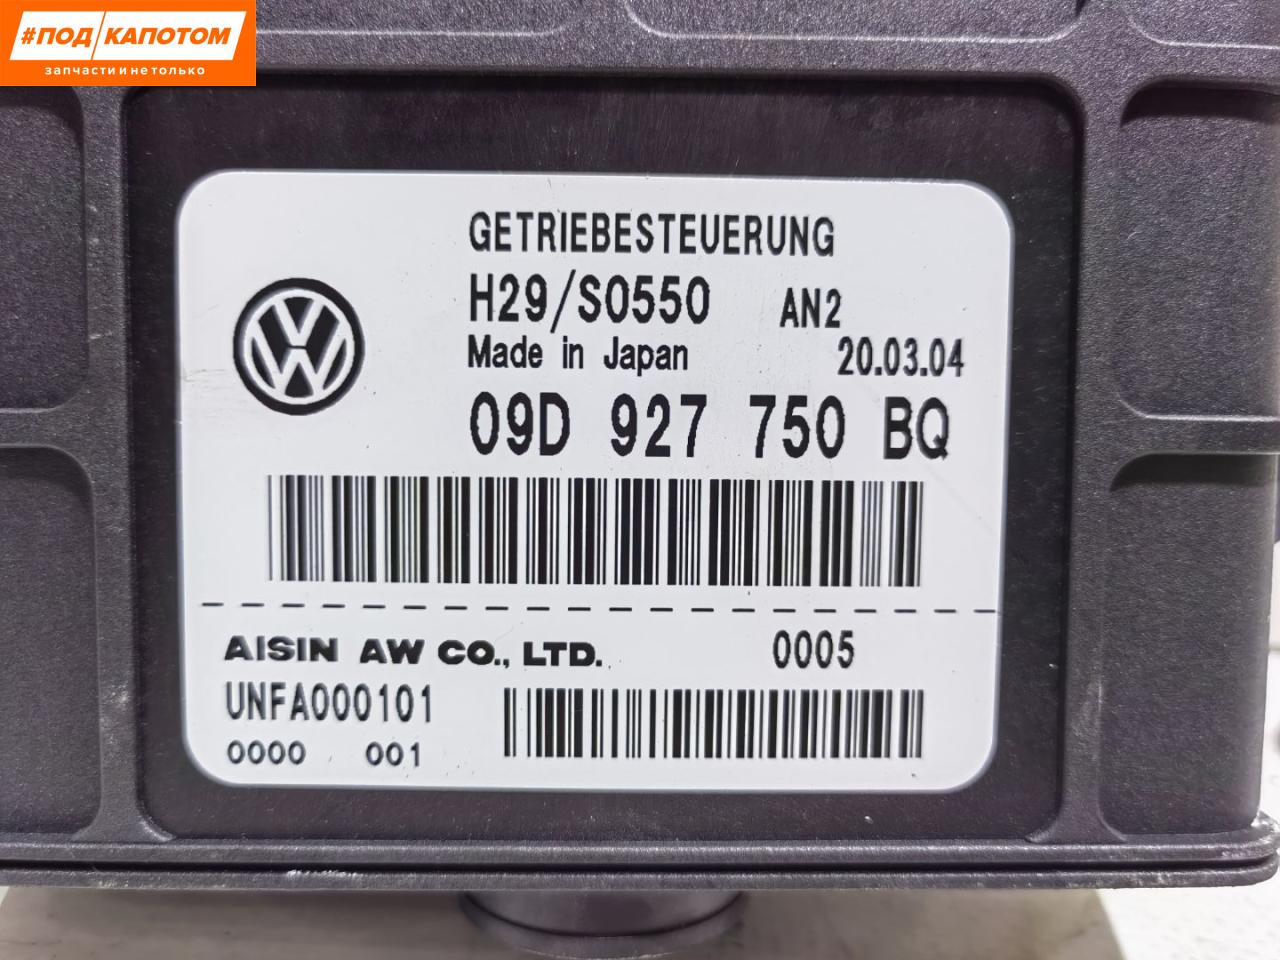 #ПОД КАПОТОМ
запчасти и не только
GETRIEBESTEUERUNG
H29/S0550 AN2
Made in Japan 20.03.04
09D 927 750 BQ
AISIN AW CO., LTD. 0005
UNFA000101
0000 001